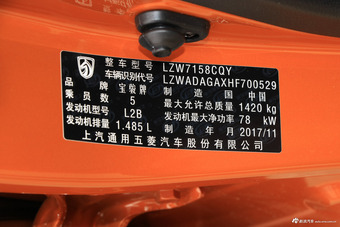 整车型号 LZW7158CQY
车辆识别代号 LZWADAGAXHF700529
品牌 宝骏牌 制造国 中国
乘员数 5 最大允许总质量 1420 kg
发动机型号 L2B 发动机最大净功率 78 kW
发动机排量 1.485 L 制造年月 2017/11
上汽通用五菱汽车股份有限公司